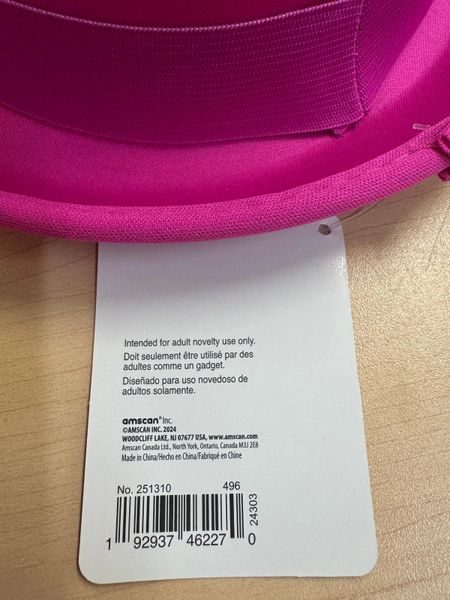 Intended for adult novelty use only.
Doit seulement être utilisé par des
adultes comme un gadget.
Diseñado para uso novedoso de
adultos solamente.
amscan® Inc.
©AMSCAN INC. 2024
WOODCLIFF LAKE, NJ 07677 USA, www.amscan.com
Amscan Canada Ltd., North York, Ontario, Canada M3J 2E8
Made in China/Hecho en China/Fabriqué en Chine
No. 251310 496
24303
1 92937 46227 0